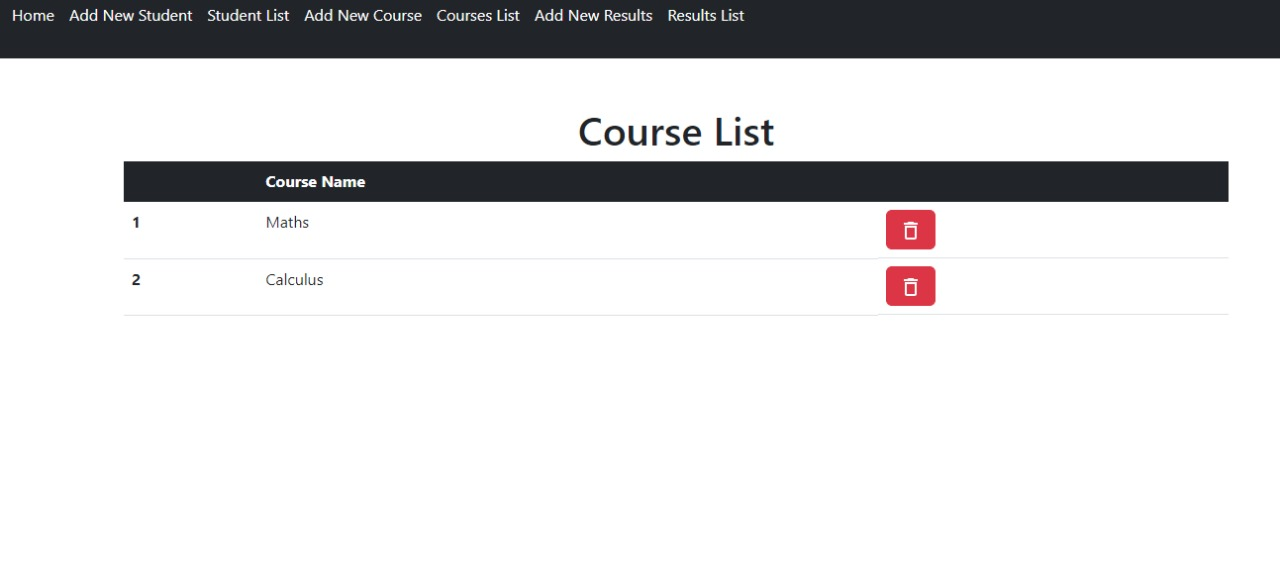 Home Add New Student Student List Add New Course Courses List Add New Results Results List
Course List
Course Name
1 Maths
2 Calculus